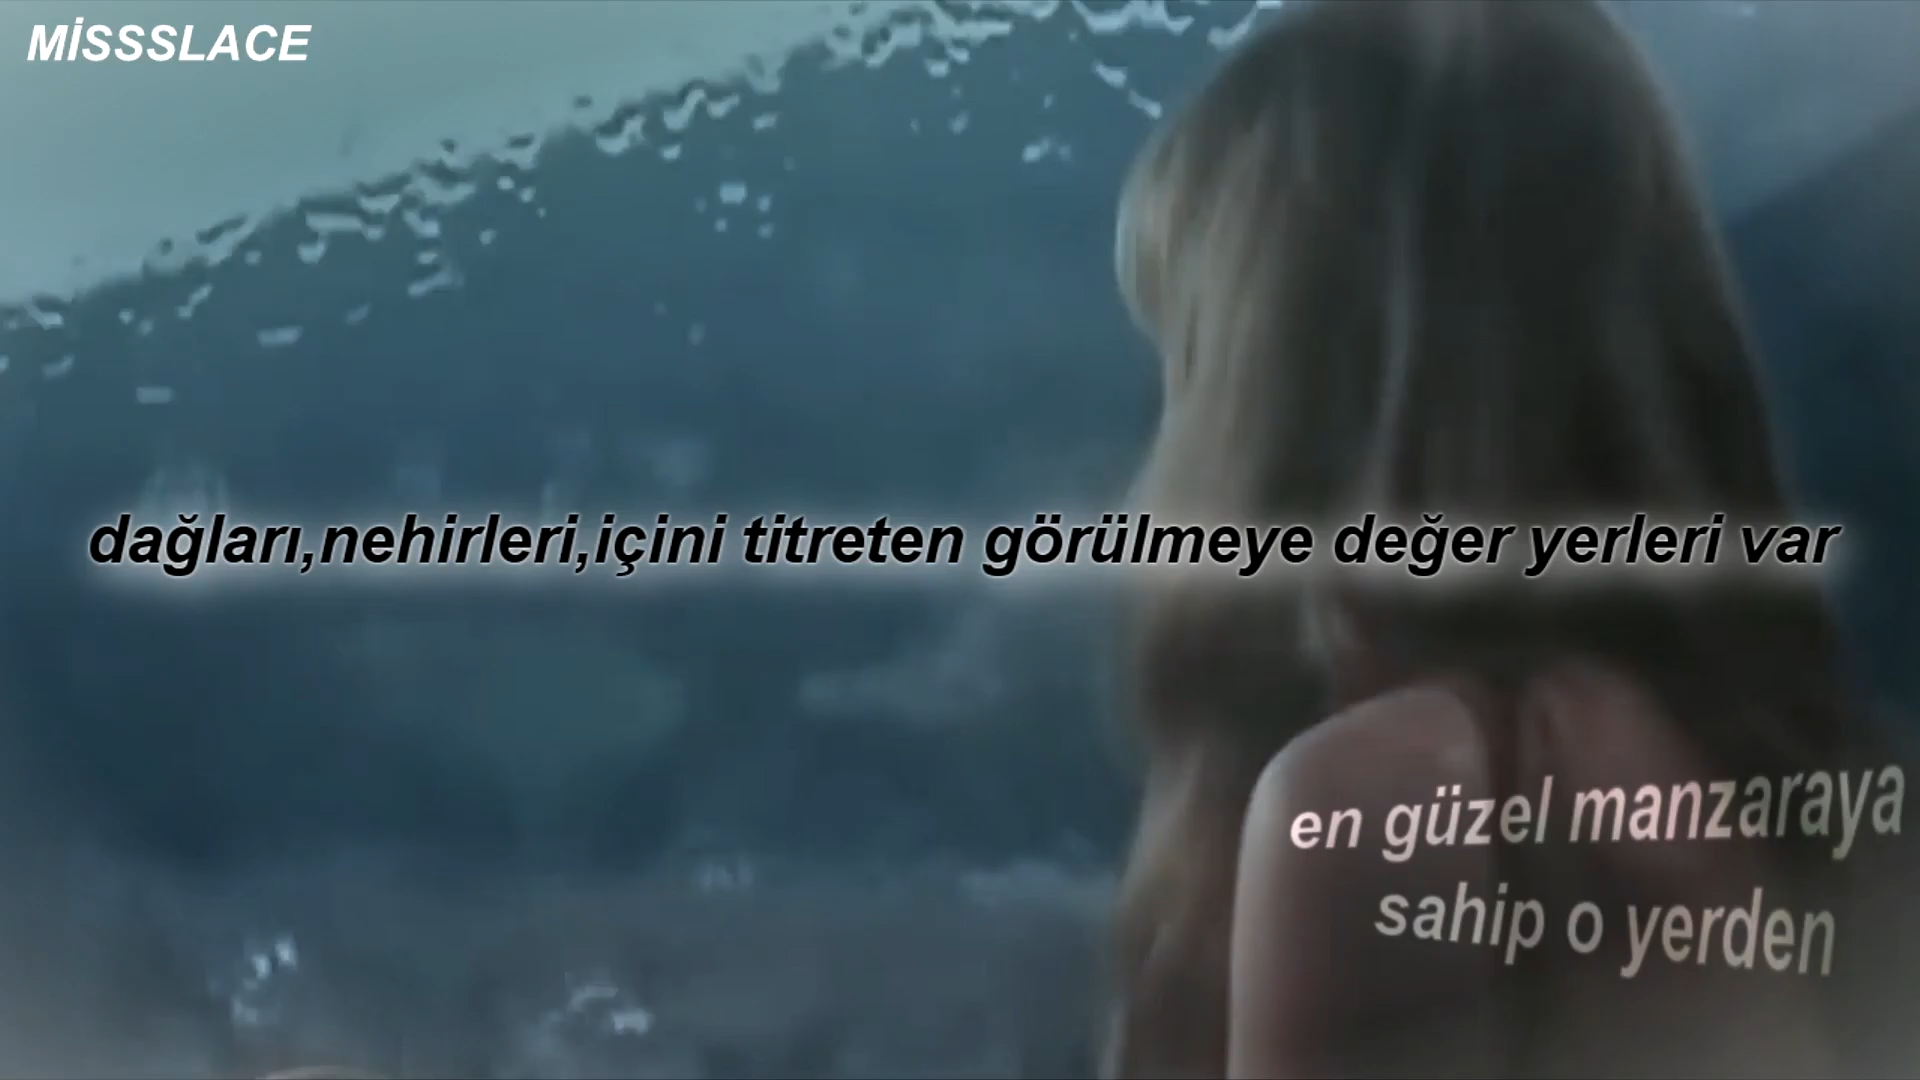 MİSSSLACE
dağları,nehirleri,içini titreten görülmeye değer yerleri var
en güzel manzaraya
sahip o yerden